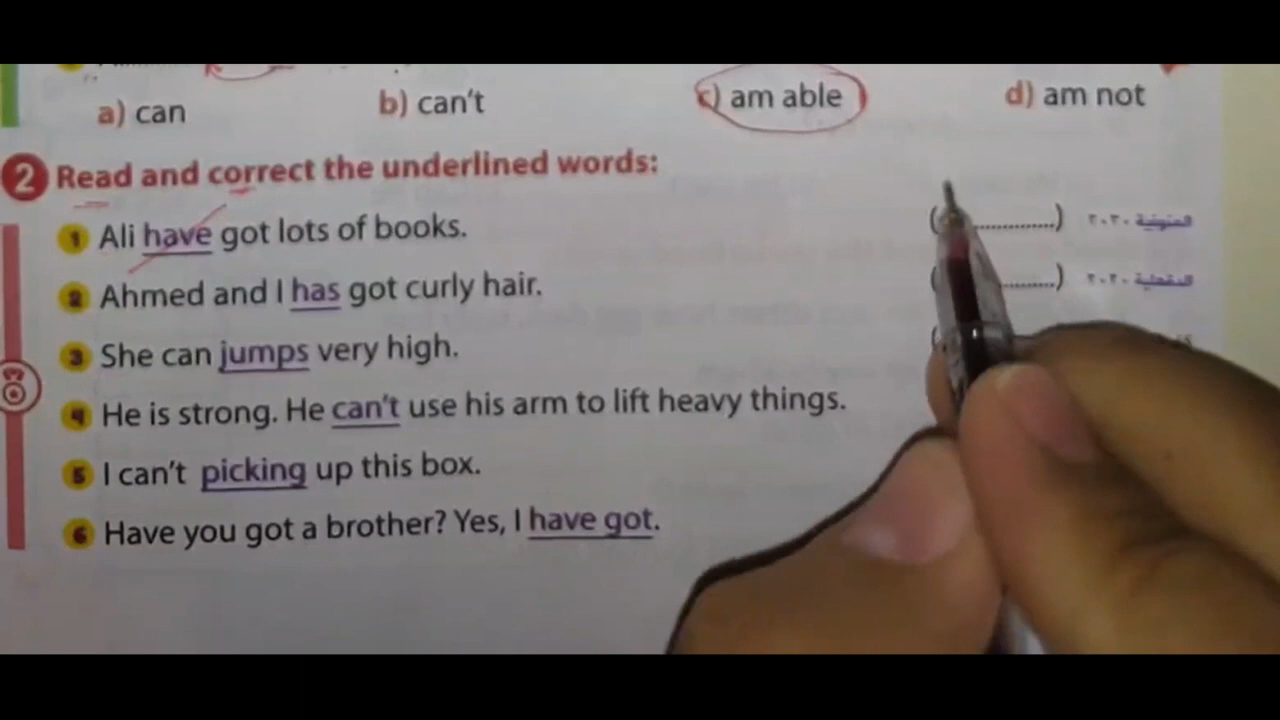 a) can b) can't c) am able d) am not
2 Read and correct the underlined words:
1 Ali have got lots of books. (..............) المنوفية ٢٠٢٠
2 Ahmed and I has got curly hair. (..............) الدقهلية ٢٠٢٠
3 She can jumps very high.
4 He is strong. He can't use his arm to lift heavy things.
5 I can't picking up this box.
6 Have you got a brother? Yes, I have got.